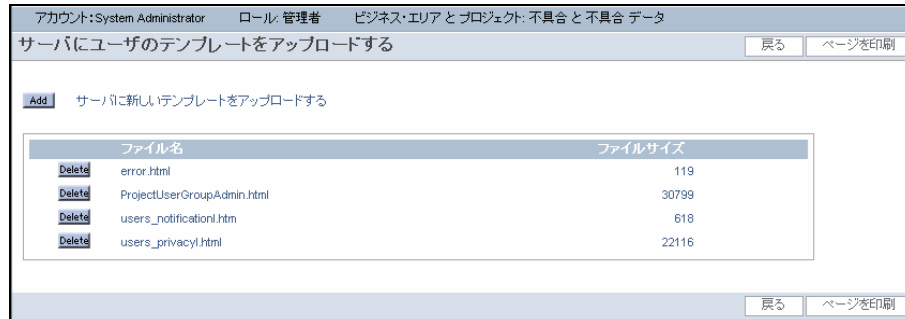 アカウント:System Administrator ロール: 管理者 ビジネス・エリア と プロジェクト: 不具合 と 不具合 データ
サーバにユーザのテンプレートをアップロードする 戻る ページを印刷
Add サーバに新しいテンプレートをアップロードする
ファイル名 ファイルサイズ
Delete error.html 119
Delete ProjectUserGroupAdmin.html 30799
Delete users_notificationl.htm 618
Delete users_privacyl.html 22116
戻る ページを印刷